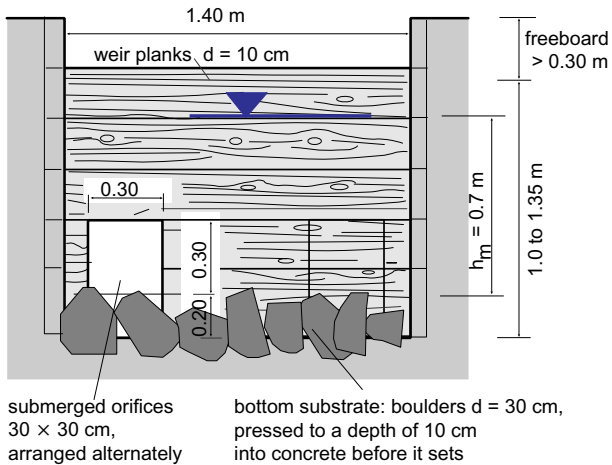 1.40 m
freeboard
> 0.30 m
weir planks d = 10 cm
0.30
0.30
0.20
hm = 0.7 m
1.0 to 1.35 m
submerged orifices
30 × 30 cm,
arranged alternately
bottom substrate: boulders d = 30 cm,
pressed to a depth of 10 cm
into concrete before it sets